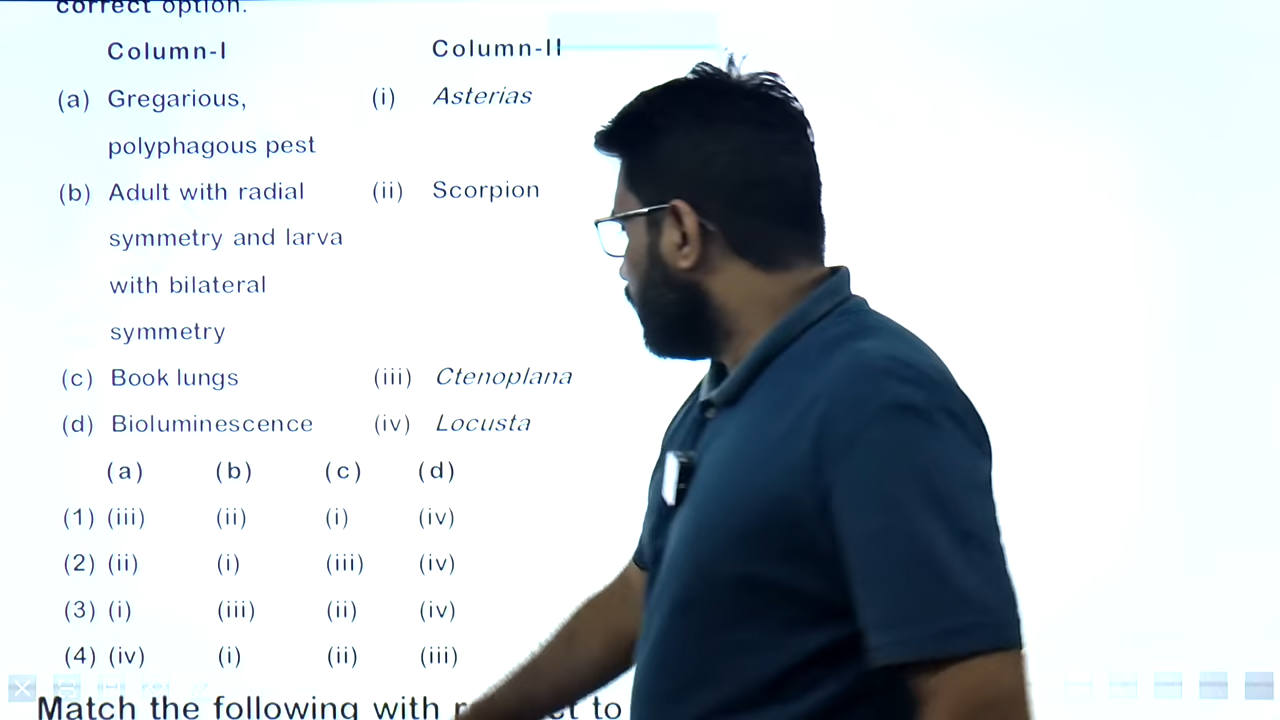 correct option.
Column-I Column-II
(a) Gregarious, (i) Asterias
polyphagous pest
(b) Adult with radial (ii) Scorpion
symmetry and larva
with bilateral
symmetry
(c) Book lungs (iii) Ctenoplana
(d) Bioluminescence (iv) Locusta
(a) (b) (c) (d)
(1) (iii) (ii) (i) (iv)
(2) (ii) (i) (iii) (iv)
(3) (i) (iii) (ii) (iv)
(4) (iv) (i) (ii) (iii)
Match the following with to